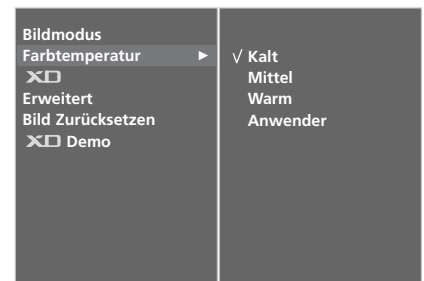 Bildmodus
Farbtemperatur ►
XD
Erweitert
Bild Zurücksetzen
XD Demo
√ Kalt
Mittel
Warm
Anwender